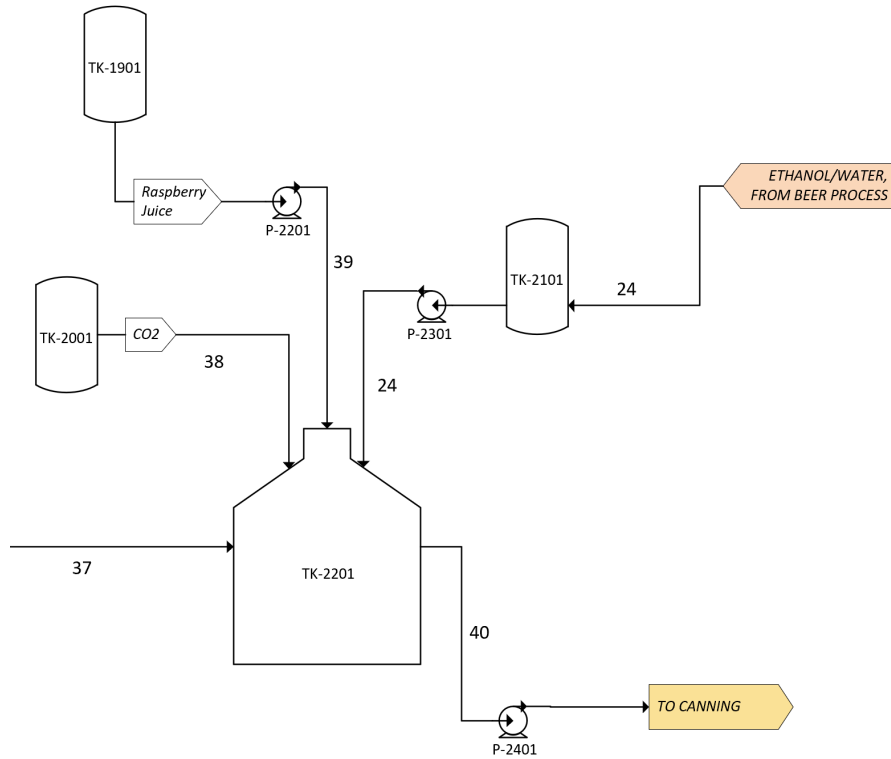 TK-1901
Raspberry
Juice
P-2201
ETHANOL/WATER,
FROM BEER PROCESS
39
TK-2101
24
TK-2001
CO2
P-2301
38
24
37
TK-2201
40
TO CANNING
P-2401